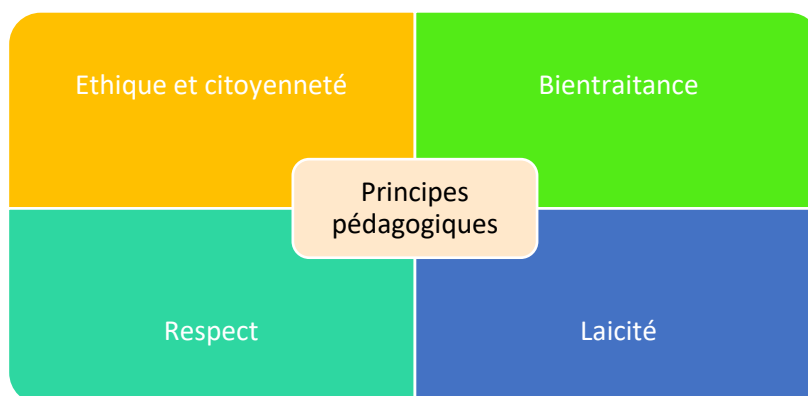 Ethique et citoyenneté
Bientraitance
Principes
pédagogiques
Respect
Laicité